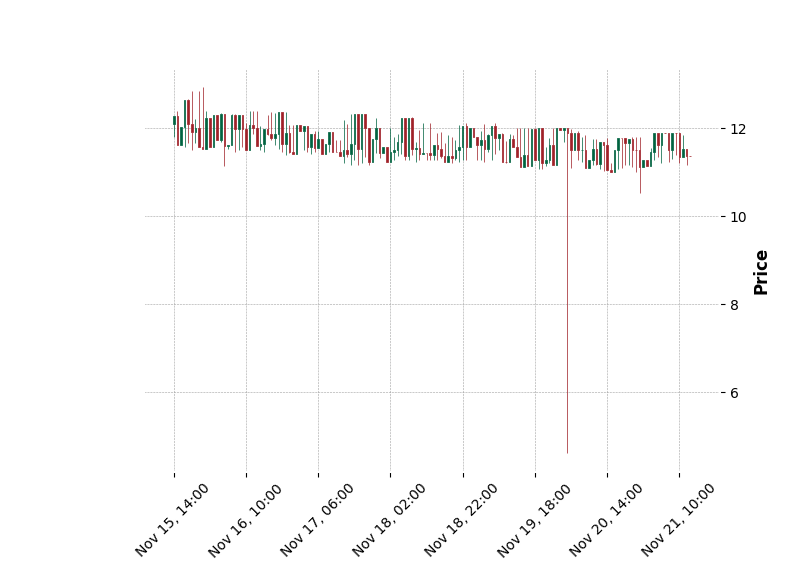 12
10
8
6
Price
Nov 15, 14:00
Nov 16, 10:00
Nov 17, 06:00
Nov 18, 02:00
Nov 18, 22:00
Nov 19, 18:00
Nov 20, 14:00
Nov 21, 10:00